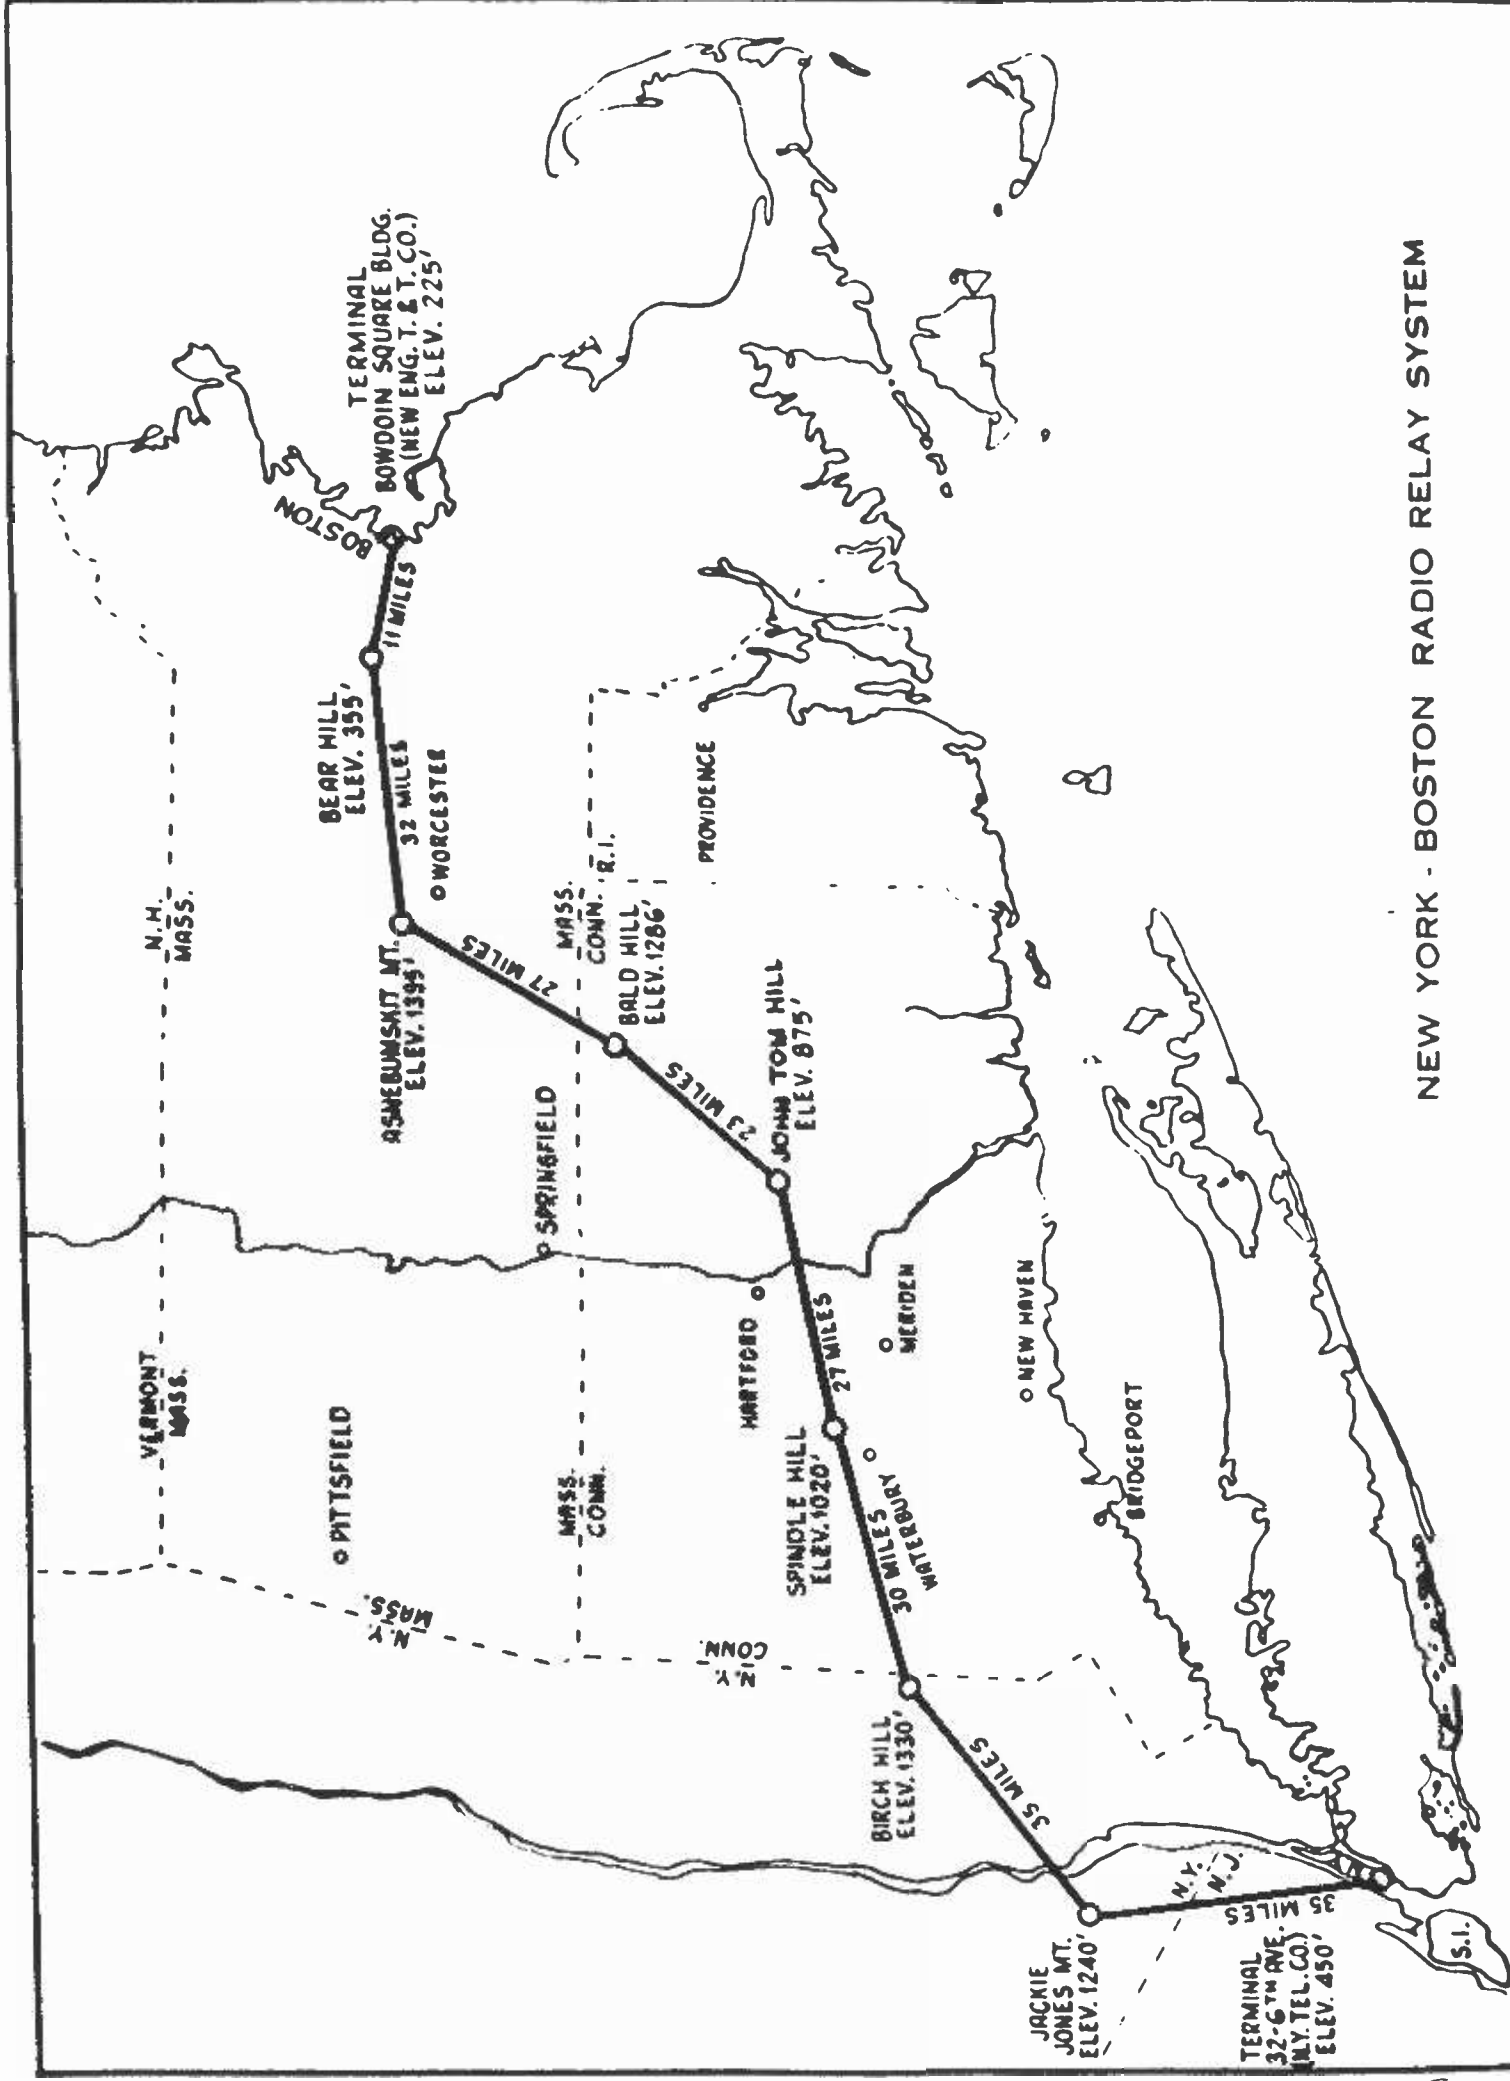 TERMINAL
BOWDOIN SQUARE BLDG.
(NEW ENG. T. & T. CO.)
ELEV. 225'
BOSTON
11 MILES
BEAR HILL
ELEV. 355'
32 MILES
WORCESTER
ASNEBUMSKIT MT.
ELEV. 1395'
27 MILES
N.H.
MASS.
MASS.
CONN.
R.I.
PROVIDENCE
BALD HILL
ELEV. 1286'
23 MILES
JOHN TOM HILL
ELEV. 875'
SPRINGFIELD
VERMONT
MASS.
PITTSFIELD
HARTFORD
27 MILES
MERIDEN
NEW HAVEN
MASS.
CONN.
SPINDLE HILL
ELEV. 1020'
30 MILES
WATERBURY
BRIDGEPORT
N.Y.
MASS.
N.Y.
CONN.
BIRCH HILL
ELEV. 1330'
35 MILES
JACKIE
JONES MT.
ELEV. 1240'
N.Y.
N.J.
35 MILES
TERMINAL
32-6TH AVE.
(N.Y. TEL. CO.)
ELEV. 450'
S.I.
NEW YORK - BOSTON RADIO RELAY SYSTEM